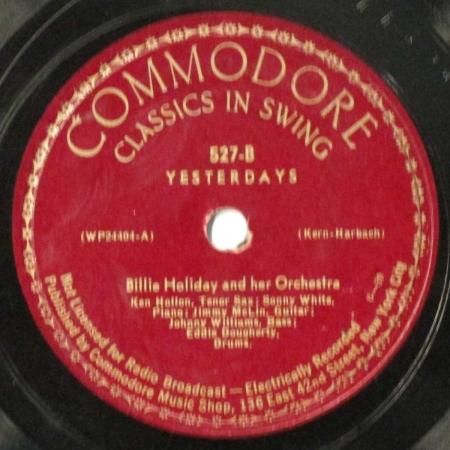 COMMODORE
CLASSICS IN SWING
527-B
YESTERDAYS
(WP24404-A) (Kern-Harbach)
Billie Holiday and her Orchestra
Ken Hollon, Tenor Sax; Sonny White,
Piano; Jimmy McLin, Guitar;
Johnny Williams, Bass;
Eddie Dougherty,
Drums.
Not Licensed for Radio Broadcast—Electrically Recorded
Published by Commodore Music Shop, 136 East 42nd Street, New York City